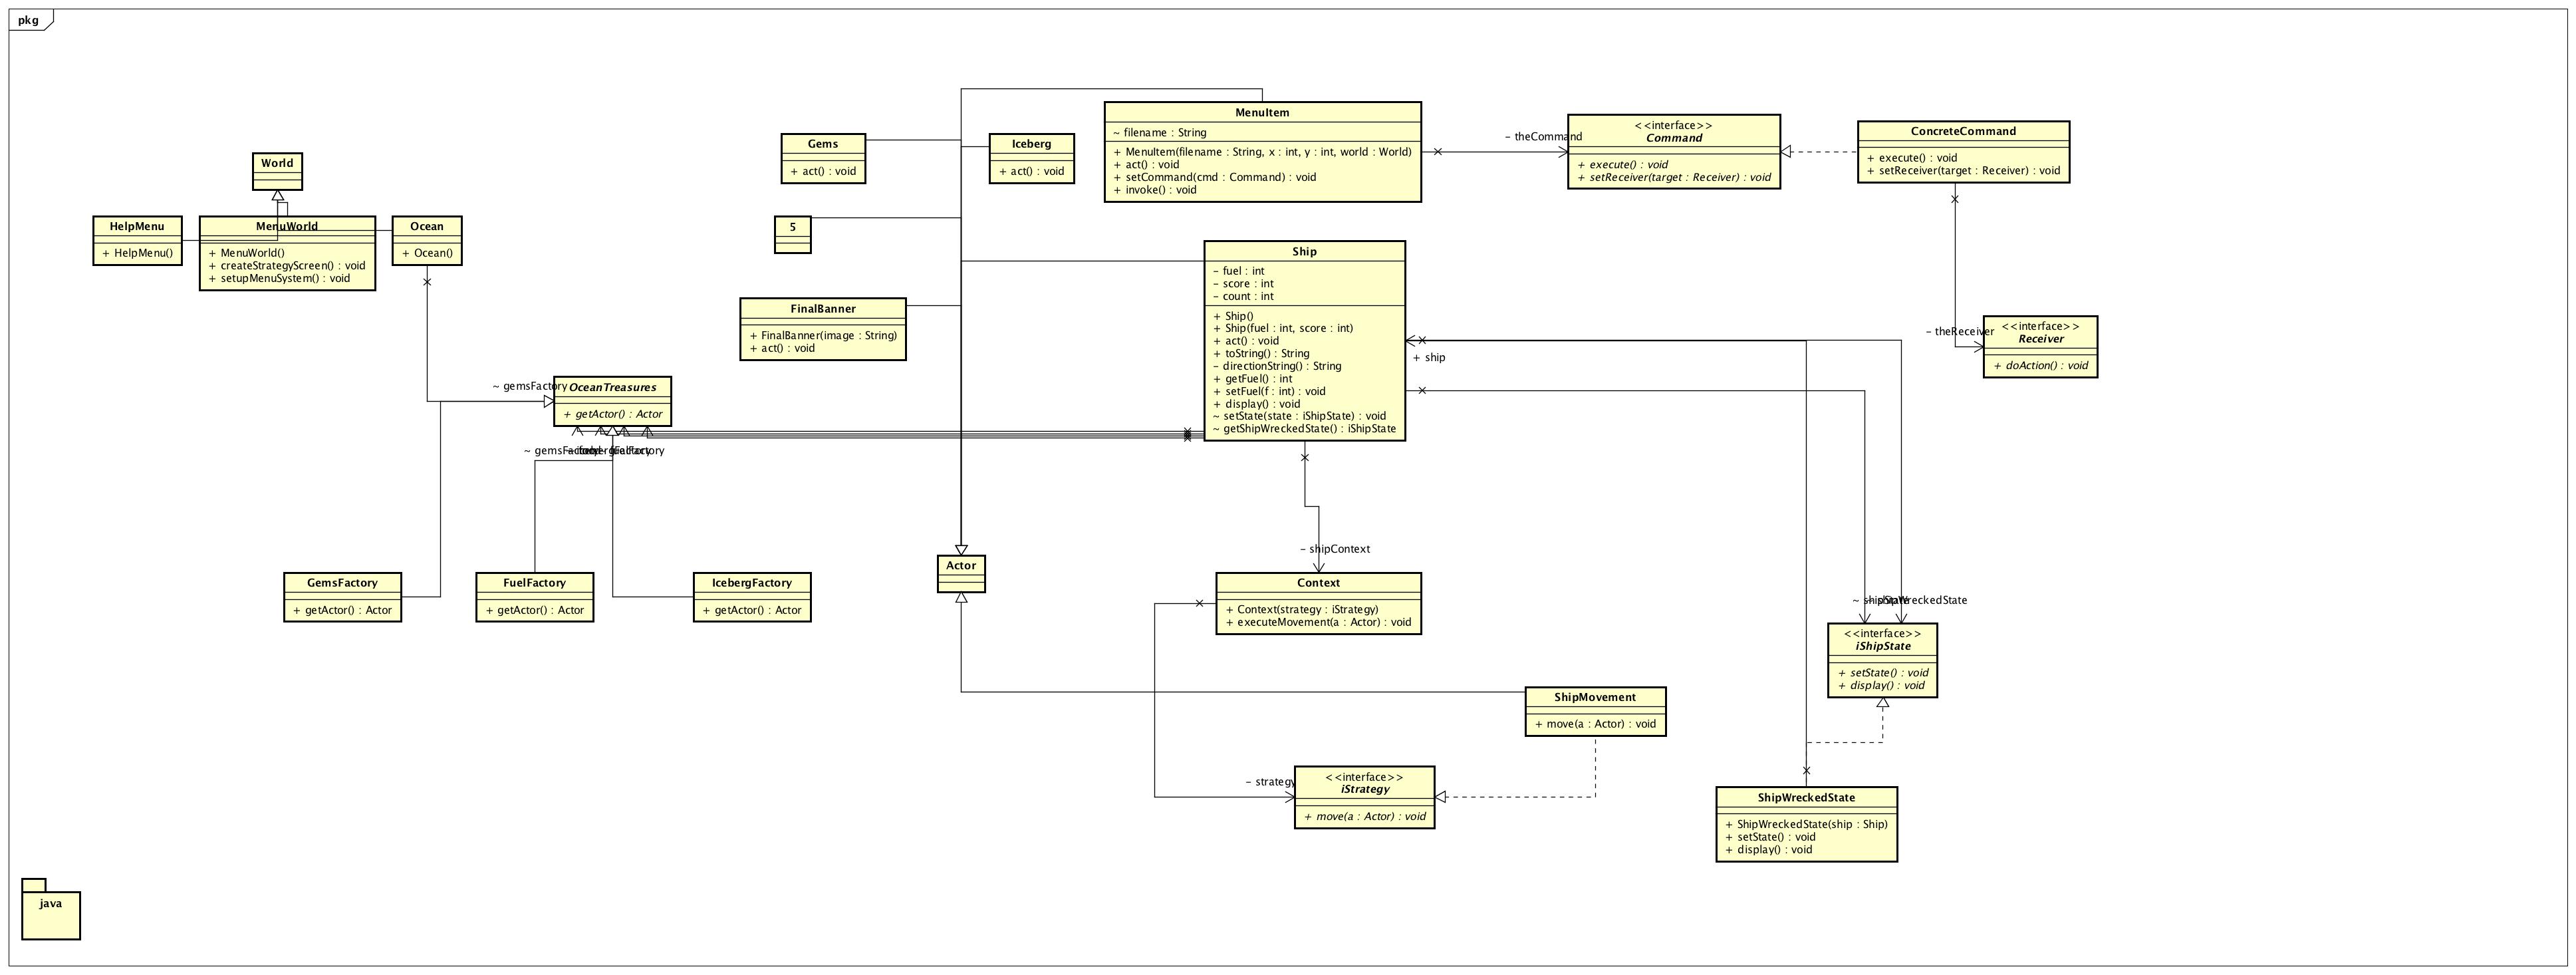 pkg
World
HelpMenu
+ HelpMenu()
MenuWorld
+ MenuWorld()
+ createStrategyScreen() : void
+ setupMenuSystem() : void
Ocean
+ Ocean()
Gems
+ act() : void
Iceberg
+ act() : void
5
FinalBanner
+ FinalBanner(image : String)
+ act() : void
MenuItem
~ filename : String
+ MenuItem(filename : String, x : int, y : int, world : World)
+ act() : void
+ setCommand(cmd : Command) : void
+ invoke() : void
- theCommand
<<interface>>
Command
+ execute() : void
+ setReceiver(target : Receiver) : void
ConcreteCommand
+ execute() : void
+ setReceiver(target : Receiver) : void
- theReceiver
<<interface>>
Receiver
+ doAction() : void
Ship
- fuel : int
- score : int
- count : int
+ Ship()
+ Ship(fuel : int, score : int)
+ act() : void
+ toString() : String
- directionString() : String
+ getFuel() : int
+ setFuel(f : int) : void
+ display() : void
~ setState(state : iShipState) : void
~ getShipWreckedState() : iShipState
+ ship
~ gemsFactory
OceanTreasures
+ getActor() : Actor
GemsFactory
+ getActor() : Actor
FuelFactory
+ getActor() : Actor
IcebergFactory
+ getActor() : Actor
Actor
- shipContext
Context
+ Context(strategy : iStrategy)
+ executeMovement(a : Actor) : void
ShipMovement
+ move(a : Actor) : void
- strategy
<<interface>>
iStrategy
+ move(a : Actor) : void
<<interface>>
iShipState
+ setState() : void
+ display() : void
ShipWreckedState
+ ShipWreckedState(ship : Ship)
+ setState() : void
+ display() : void
java